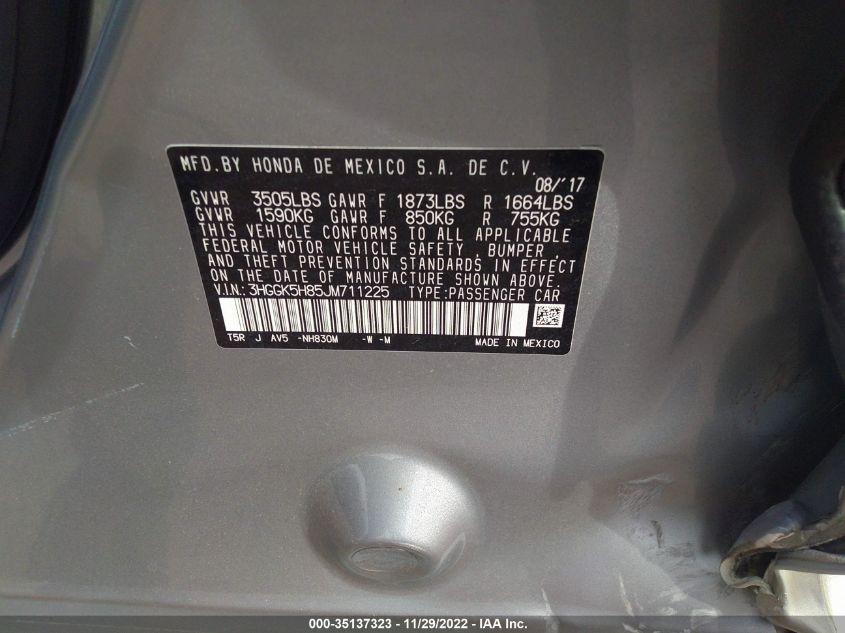 MFD.BY HONDA DE MEXICO S.A. DE C.V.
08/'17
GVWR 3505LBS GAWR F 1873LBS R 1664LBS
GVWR 1590KG GAWR F 850KG R 755KG
THIS VEHICLE CONFORMS TO ALL APPLICABLE
FEDERAL MOTOR VEHICLE SAFETY, BUMPER,
AND THEFT PREVENTION STANDARDS IN EFFECT
ON THE DATE OF MANUFACTURE SHOWN ABOVE.
V.I.N.: 3HGGK5H85JM711225 TYPE:PASSENGER CAR
T5R J AV5 -NH830M -W -M MADE IN MEXICO
000-35137323 - 11/29/2022 - IAA Inc.